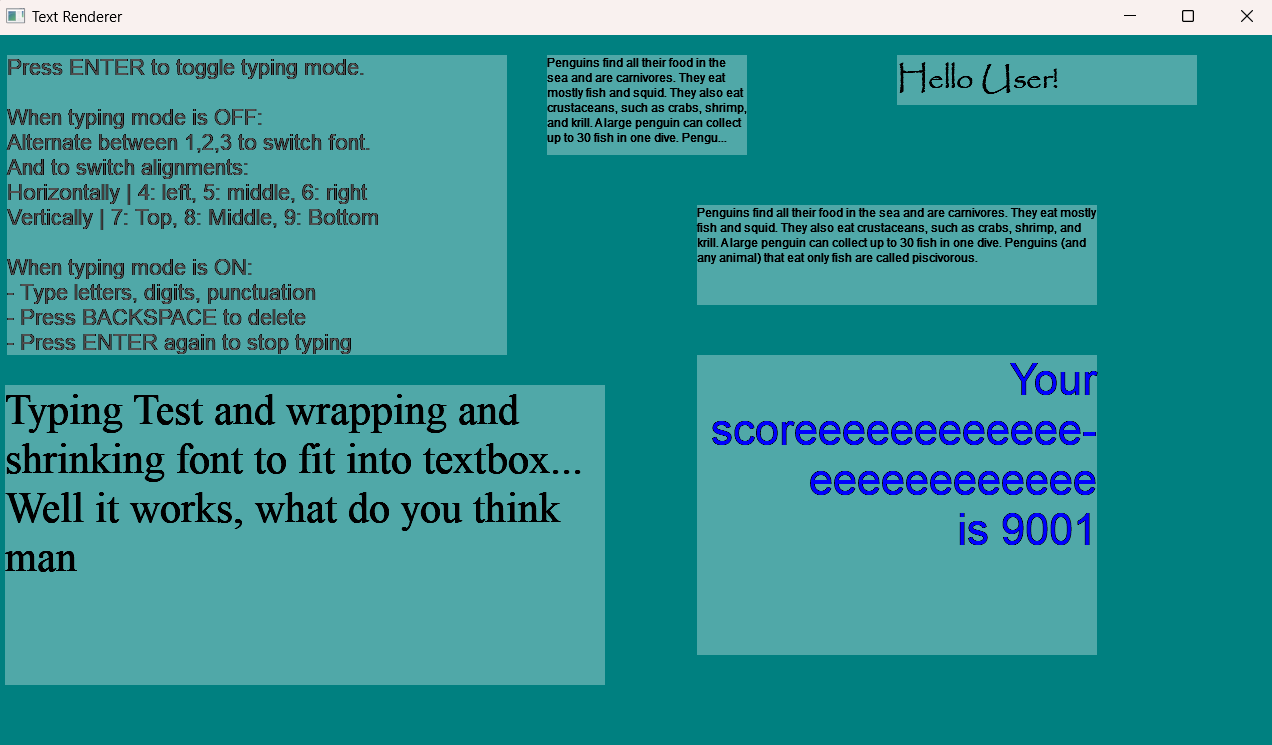 Text Renderer
Press ENTER to toggle typing mode.
When typing mode is OFF:
Alternate between 1,2,3 to switch font.
And to switch alignments:
Horizontally | 4: left, 5: middle, 6: right
Vertically | 7: Top, 8: Middle, 9: Bottom
When typing mode is ON:
- Type letters, digits, punctuation
- Press BACKSPACE to delete
- Press ENTER again to stop typing
Penguins find all their food in the
sea and are carnivores. They eat
mostly fish and squid. They also eat
crustaceans, such as crabs, shrimp,
and krill. A large penguin can collect
up to 30 fish in one dive. Pengu...
Hello User!
Penguins find all their food in the sea and are carnivores. They eat mostly
fish and squid. They also eat crustaceans, such as crabs, shrimp, and
krill. A large penguin can collect up to 30 fish in one dive. Penguins (and
any animal) that eat only fish are called piscivorous.
Typing Test and wrapping and
shrinking font to fit into textbox...
Well it works, what do you think
man
Your
scoreeeeeeeeeeeee-
eeeeeeeeeeee
is 9001